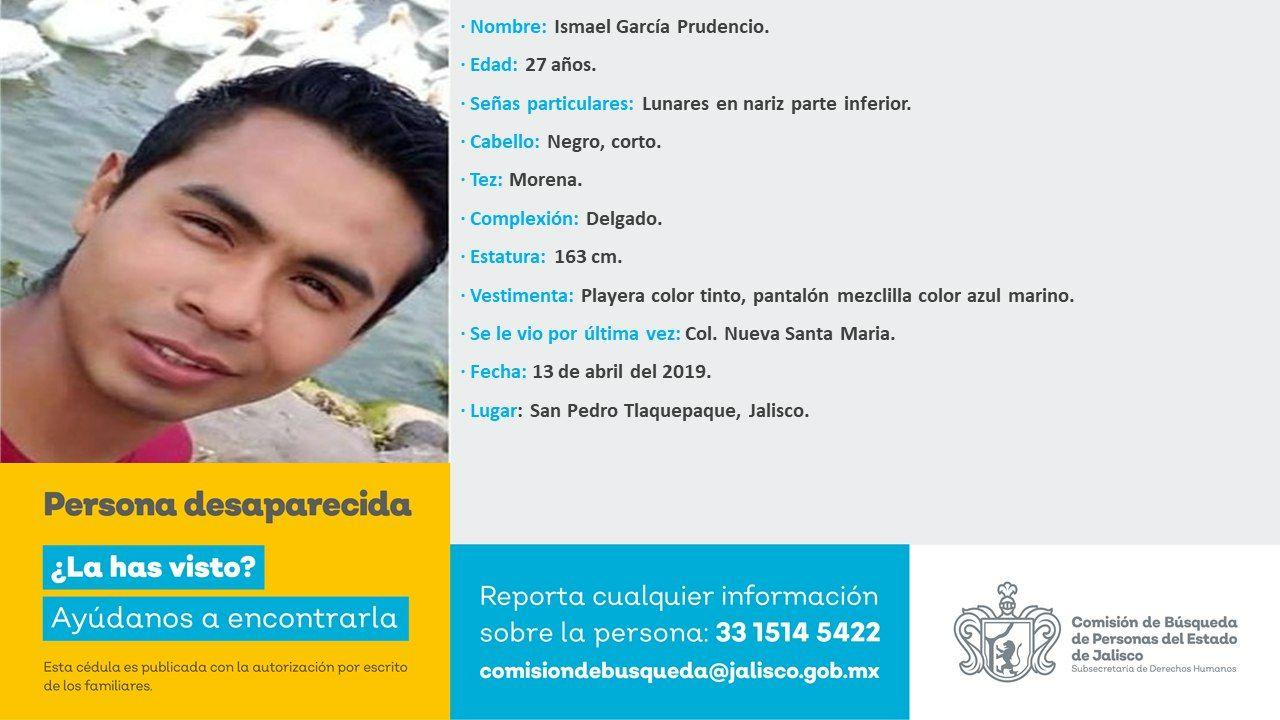 · Nombre: Ismael García Prudencio.
· Edad: 27 años.
· Señas particulares: Lunares en nariz parte inferior.
· Cabello: Negro, corto.
· Tez: Morena.
· Complexión: Delgado.
· Estatura: 163 cm.
· Vestimenta: Playera color tinto, pantalón mezclilla color azul marino.
· Se le vio por última vez: Col. Nueva Santa Maria.
· Fecha: 13 de abril del 2019.
· Lugar: San Pedro Tlaquepaque, Jalisco.
Persona desaparecida
¿La has visto?
Ayúdanos a encontrarla
Esta cédula es publicada con la autorización por escrito
de los familiares.
Reporta cualquier información
sobre la persona: 33 1514 5422
comisiondebusqueda@jalisco.gob.mx
Comisión de Búsqueda
de Personas del Estado
de Jalisco
Subsecretaría de Derechos Humanos